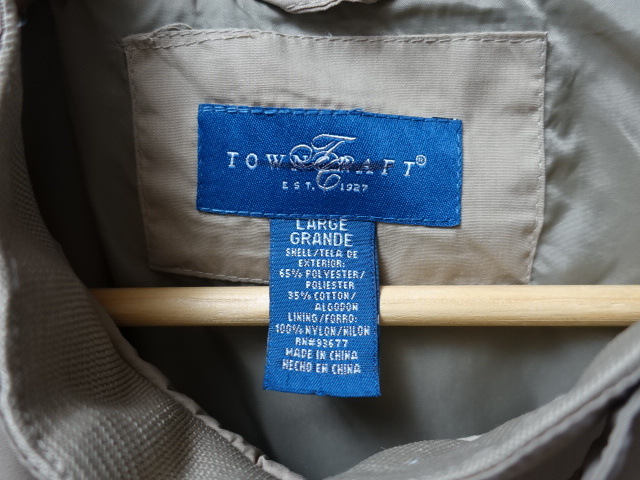 TOWNCRAFT®
EST. 1927
LARGE
GRANDE
SHELL/TELA DE
EXTERIOR:
65% POLYESTER/
POLIESTER
35% COTTON/
ALGODON
LINING/FORRO:
100% NYLON/NILON
RN#93677
MADE IN CHINA
HECHO EN CHINA